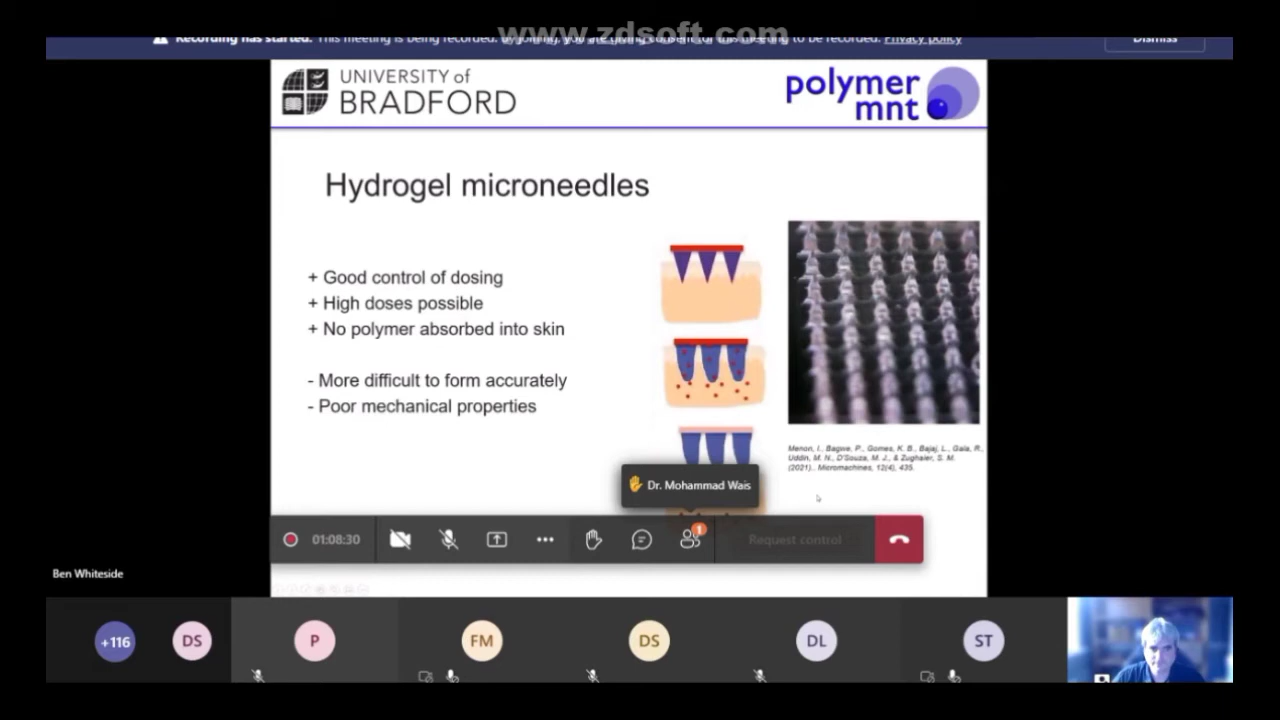 www.zdsoft.com
Recording has started. This meeting is being recorded. By joining, you are giving consent for this meeting to be recorded. Privacy policy
Dismiss
UNIVERSITY of
BRADFORD
polymer
mnt
Hydrogel microneedles
+ Good control of dosing
+ High doses possible
+ No polymer absorbed into skin
- More difficult to form accurately
- Poor mechanical properties
Menon, I., Bagwe, P., Gomes, K. B., Bajaj, L., Gala, R.,
Uddin, M. N., D'Souza, M. J., & Zughaier, S. M.
(2021).. Micromachines, 12(4), 435.
Dr. Mohammad Wais
01:08:30
1
Request control
Ben Whiteside
+116
DS
P
FM
DS
DL
ST